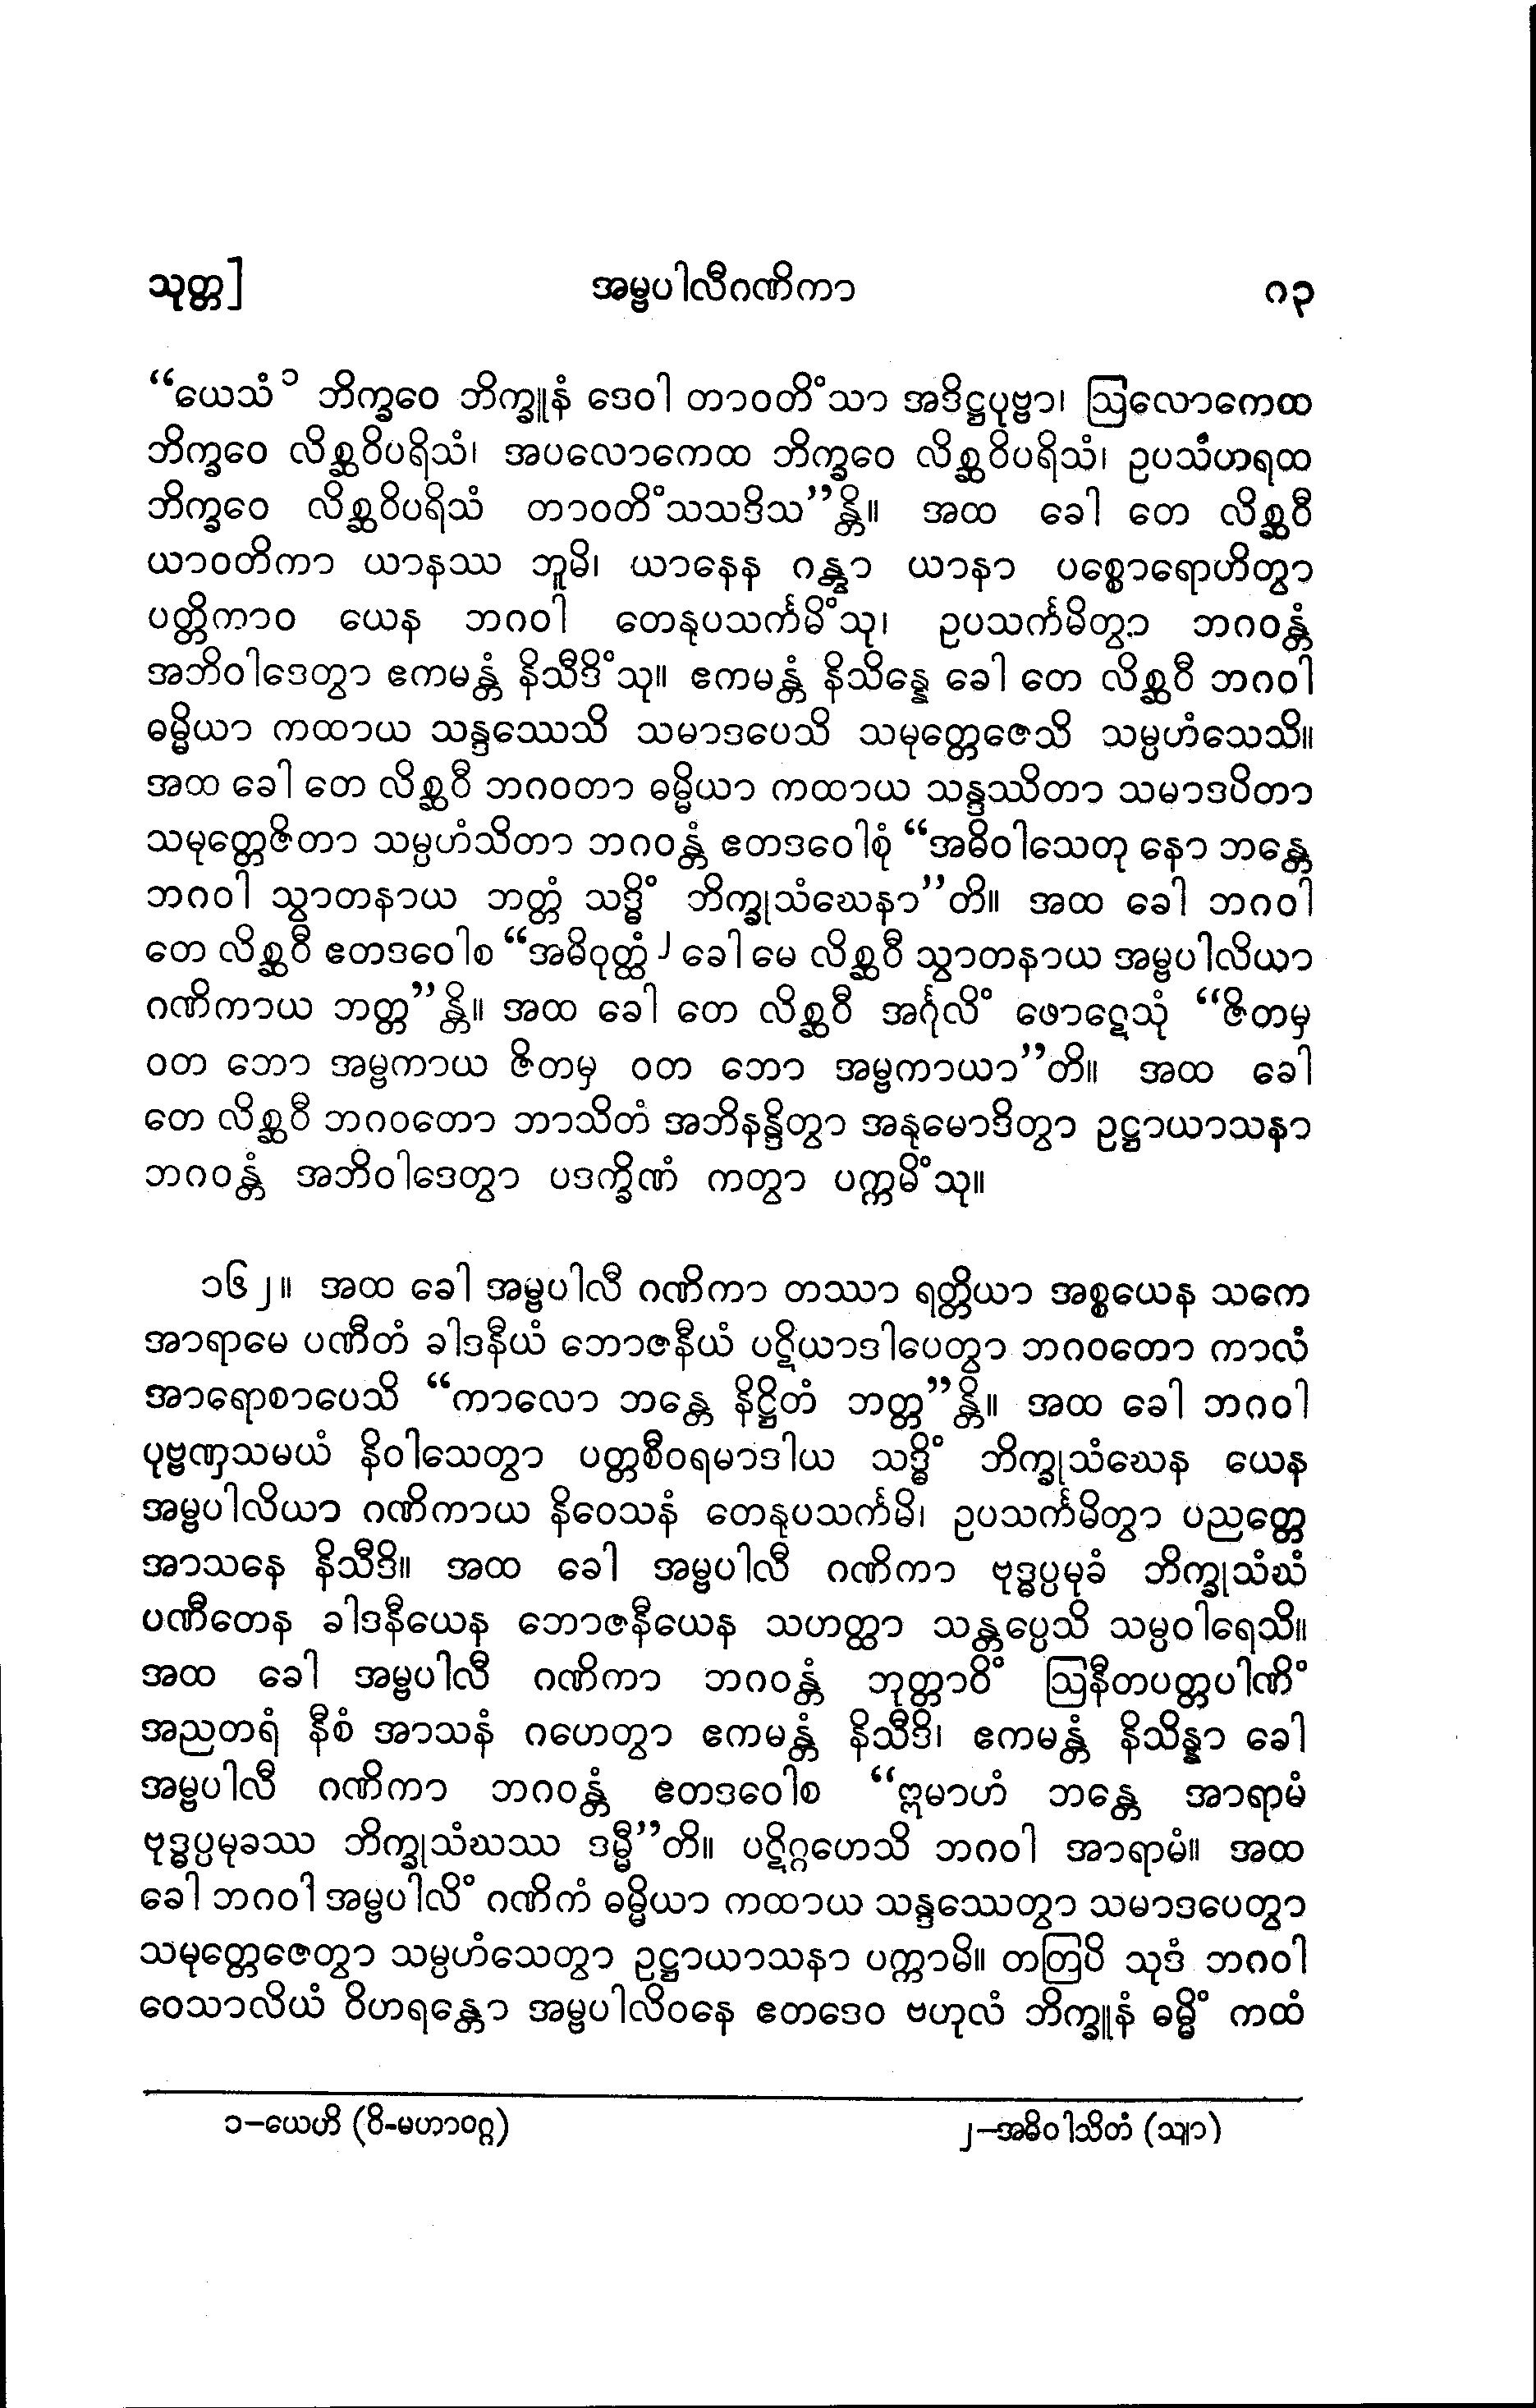 သုတ္တ] အမ္ဗပါလီဂဏိကာ ဂ၃
“ယေသံ၁ ဘိက္ခဝေ ဘိက္ခူနံ ဒေဝါ တာဝတိံသာ အဒိဋ္ဌပုဗ္ဗာ၊ ဩလောကေထ
ဘိက္ခဝေ လိစ္ဆဝိပရိသံ၊ အပလောကေထ ဘိက္ခဝေ လိစ္ဆဝိပရိသံ၊ ဥပသံဟရထ
ဘိက္ခဝေ လိစ္ဆဝိပရိသံ တာဝတိံသသဒိသ”န္တိ။ အထ ခေါ တေ လိစ္ဆဝီ
ယာဝတိကာ ယာနဿ ဘူမိ၊ ယာနေန ဂန္တွာ ယာနာ ပစ္စောရောဟိတွာ
ပတ္တိကာဝ ယေန ဘဂဝါ တေနုပသင်္ကမိံသု၊ ဥပသင်္ကမိတွာ ဘဂဝန္တံ
အဘိဝါဒေတွာ ဧကမန္တံ နိသီဒိံသု။ ဧကမန္တံ နိသိန္နေ ခေါ တေ လိစ္ဆဝီ ဘဂဝါ
ဓမ္မိယာ ကထာယ သန္ဒဿေသိ သမာဒပေသိ သမုတ္တေဇေသိ သမ္ပဟံသေသိ။
အထ ခေါ တေ လိစ္ဆဝီ ဘဂဝတာ ဓမ္မိယာ ကထာယ သန္ဒဿိတာ သမာဒပိတာ
သမုတ္တေဇိတာ သမ္ပဟံသိတာ ဘဂဝန္တံ ဧတဒဝေါစုံ “အဓိဝါသေတု နော ဘန္တေ
ဘဂဝါ သွာတနာယ ဘတ္တံ သဒ္ဓိံ ဘိက္ခုသံဃေနာ”တိ။ အထ ခေါ ဘဂဝါ
တေ လိစ္ဆဝီ ဧတဒဝေါစ “အဓိဝုတ္ထံ၂ ခေါ မေ လိစ္ဆဝီ သွာတနာယ အမ္ဗပါလိယာ
ဂဏိကာယ ဘတ္တ”န္တိ။ အထ ခေါ တေ လိစ္ဆဝီ အင်္ဂုလိံ ဖောဋေသုံ “ဇိတမှ
ဝတ ဘော အမ္ဗကာယ ဇိတမှ ဝတ ဘော အမ္ဗကာယာ”တိ။ အထ ခေါ
တေ လိစ္ဆဝီ ဘဂဝတော ဘာသိတံ အဘိနန္ဒိတွာ အနုမောဒိတွာ ဥဋ္ဌာယာသနာ
ဘဂဝန္တံ အဘိဝါဒေတွာ ပဒက္ခိဏံ ကတွာ ပက္ကမိံသု။
၁၆၂။ အထ ခေါ အမ္ဗပါလီ ဂဏိကာ တဿာ ရတ္တိယာ အစ္စယေန သကေ
အာရာမေ ပဏီတံ ခါဒနီယံ ဘောဇနီယံ ပဋိယာဒါပေတွာ ဘဂဝတော ကာလံ
အာရောစာပေသိ “ကာလော ဘန္တေ နိဋ္ဌိတံ ဘတ္တ”န္တိ။ အထ ခေါ ဘဂဝါ
ပုဗ္ဗဏှသမယံ နိဝါသေတွာ ပတ္တစီဝရမာဒါယ သဒ္ဓိံ ဘိက္ခုသံဃေန ယေန
အမ္ဗပါလိယာ ဂဏိကာယ နိဝေသနံ တေနုပသင်္ကမိ၊ ဥပသင်္ကမိတွာ ပညတ္တေ
အာသနေ နိသီဒိ။ အထ ခေါ အမ္ဗပါလီ ဂဏိကာ ဗုဒ္ဓပ္ပမုခံ ဘိက္ခုသံဃံ
ပဏီတေန ခါဒနီယေန ဘောဇနီယေန သဟတ္ထာ သန္တပ္ပေသိ သမ္ပဝါရေသိ။
အထ ခေါ အမ္ဗပါလီ ဂဏိကာ ဘဂဝန္တံ ဘုတ္တာဝိံ ဩနီတပတ္တပါဏိံ
အညတရံ နီစံ အာသနံ ဂဟေတွာ ဧကမန္တံ နိသီဒိ၊ ဧကမန္တံ နိသိန္နာ ခေါ
အမ္ဗပါလီ ဂဏိကာ ဘဂဝန္တံ ဧတဒဝေါစ “ဣမာဟံ ဘန္တေ အာရာမံ
ဗုဒ္ဓပ္ပမုခဿ ဘိက္ခုသံဃဿ ဒမ္မီ”တိ။ ပဋိဂ္ဂဟေသိ ဘဂဝါ အာရာမံ။ အထ
ခေါ ဘဂဝါ အမ္ဗပါလိံ ဂဏိကံ ဓမ္မိယာ ကထာယ သန္ဒဿေတွာ သမာဒပေတွာ
သမုတ္တေဇေတွာ သမ္ပဟံသေတွာ ဥဋ္ဌာယာသနာ ပက္ကာမိ။ တတြပိ သုဒံ ဘဂဝါ
ဝေသာလိယံ ဝိဟရန္တော အမ္ဗပါလိဝနေ ဧတဒေဝ ဗဟုလံ ဘိက္ခူနံ ဓမ္မိံ ကထံ
၁–ယေဟိ (ဝိ-မဟာဝဂ္ဂ) ၂–အဓိဝါသိတံ (သျာ)